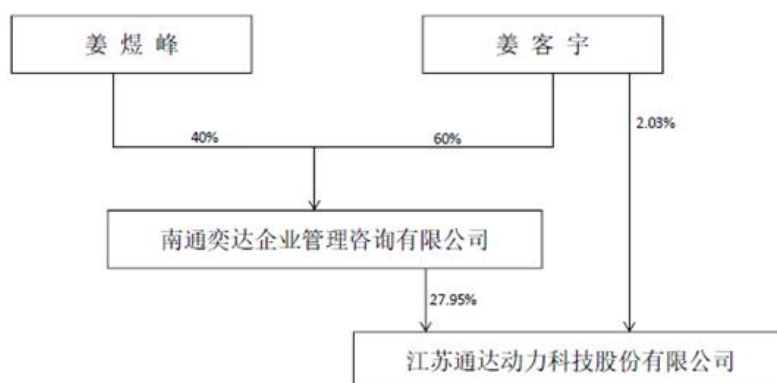 姜 煜 峰
姜 客 宇
2.03%
40%
60%
南通奕达企业管理咨询有限公司
27.95%
江苏通达动力科技股份有限公司